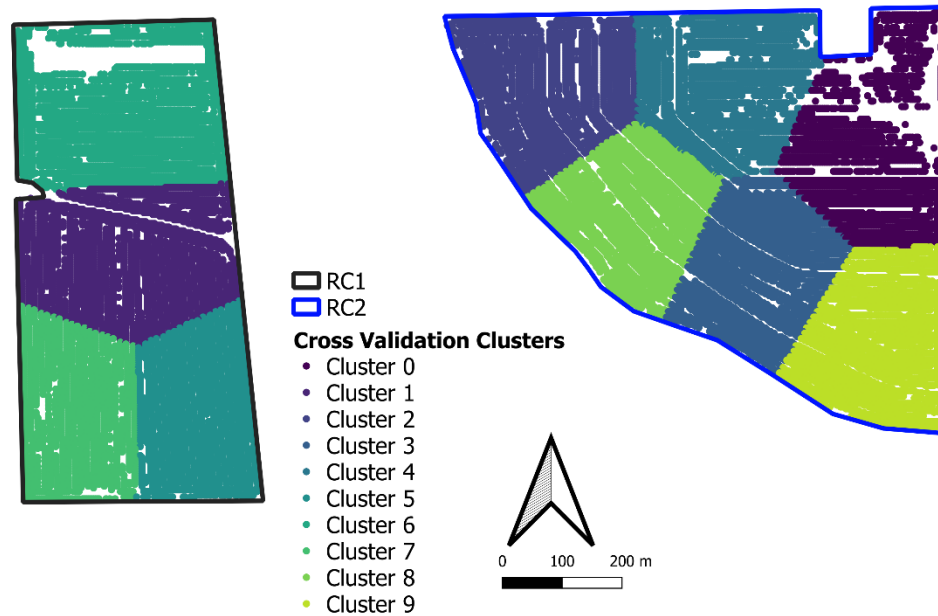 RC1
RC2
Cross Validation Clusters
Cluster 0
Cluster 1
Cluster 2
Cluster 3
Cluster 4
Cluster 5
Cluster 6
Cluster 7
Cluster 8
Cluster 9
0 100 200 m